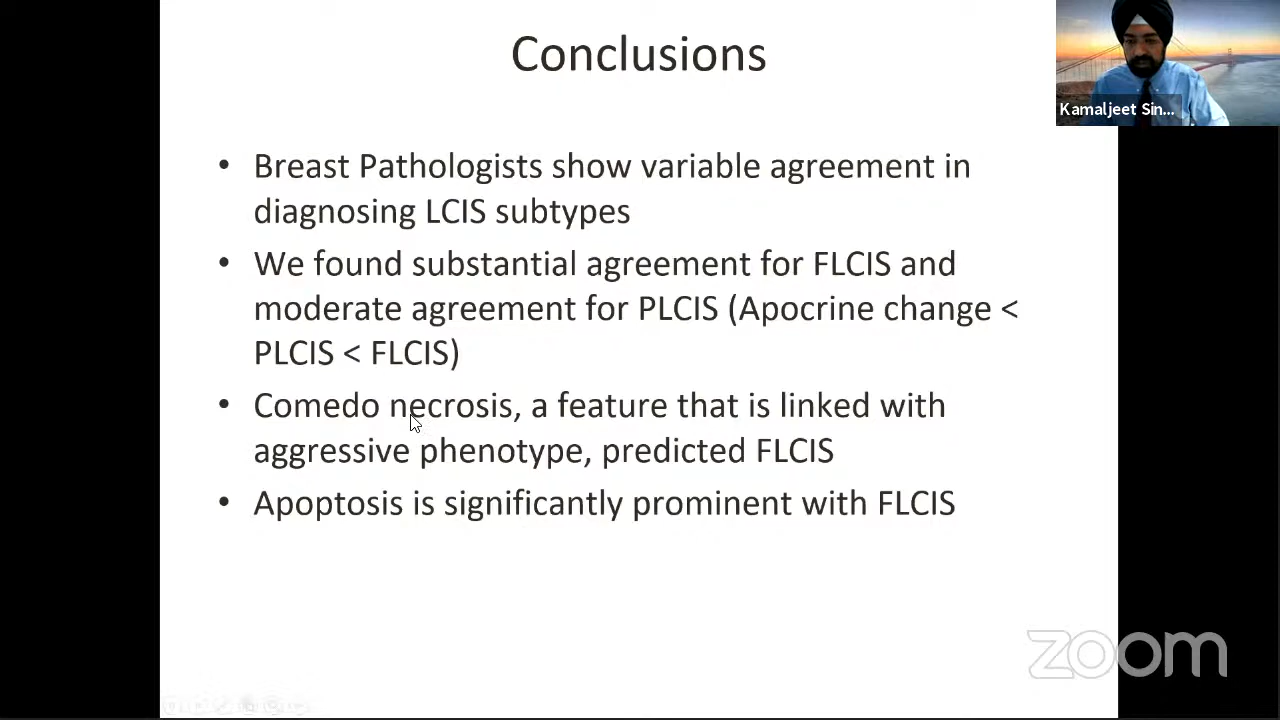 Conclusions
Kamaljeet Sin...
• Breast Pathologists show variable agreement in
diagnosing LCIS subtypes
• We found substantial agreement for FLCIS and
moderate agreement for PLCIS (Apocrine change <
PLCIS < FLCIS)
• Comedo necrosis, a feature that is linked with
aggressive phenotype, predicted FLCIS
• Apoptosis is significantly prominent with FLCIS
zoom